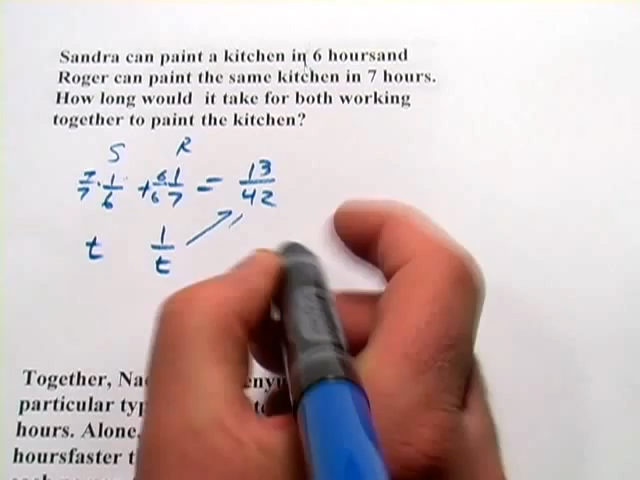 Sandra can paint a kitchen in 6 hoursand
Roger can paint the same kitchen in 7 hours.
How long would it take for both working
together to paint the kitchen?
S R
7/7 · 1/6 + 6/6 1/7 = 13/42
t 1/t
Together,
particular
hours. Alone.
hoursfaster